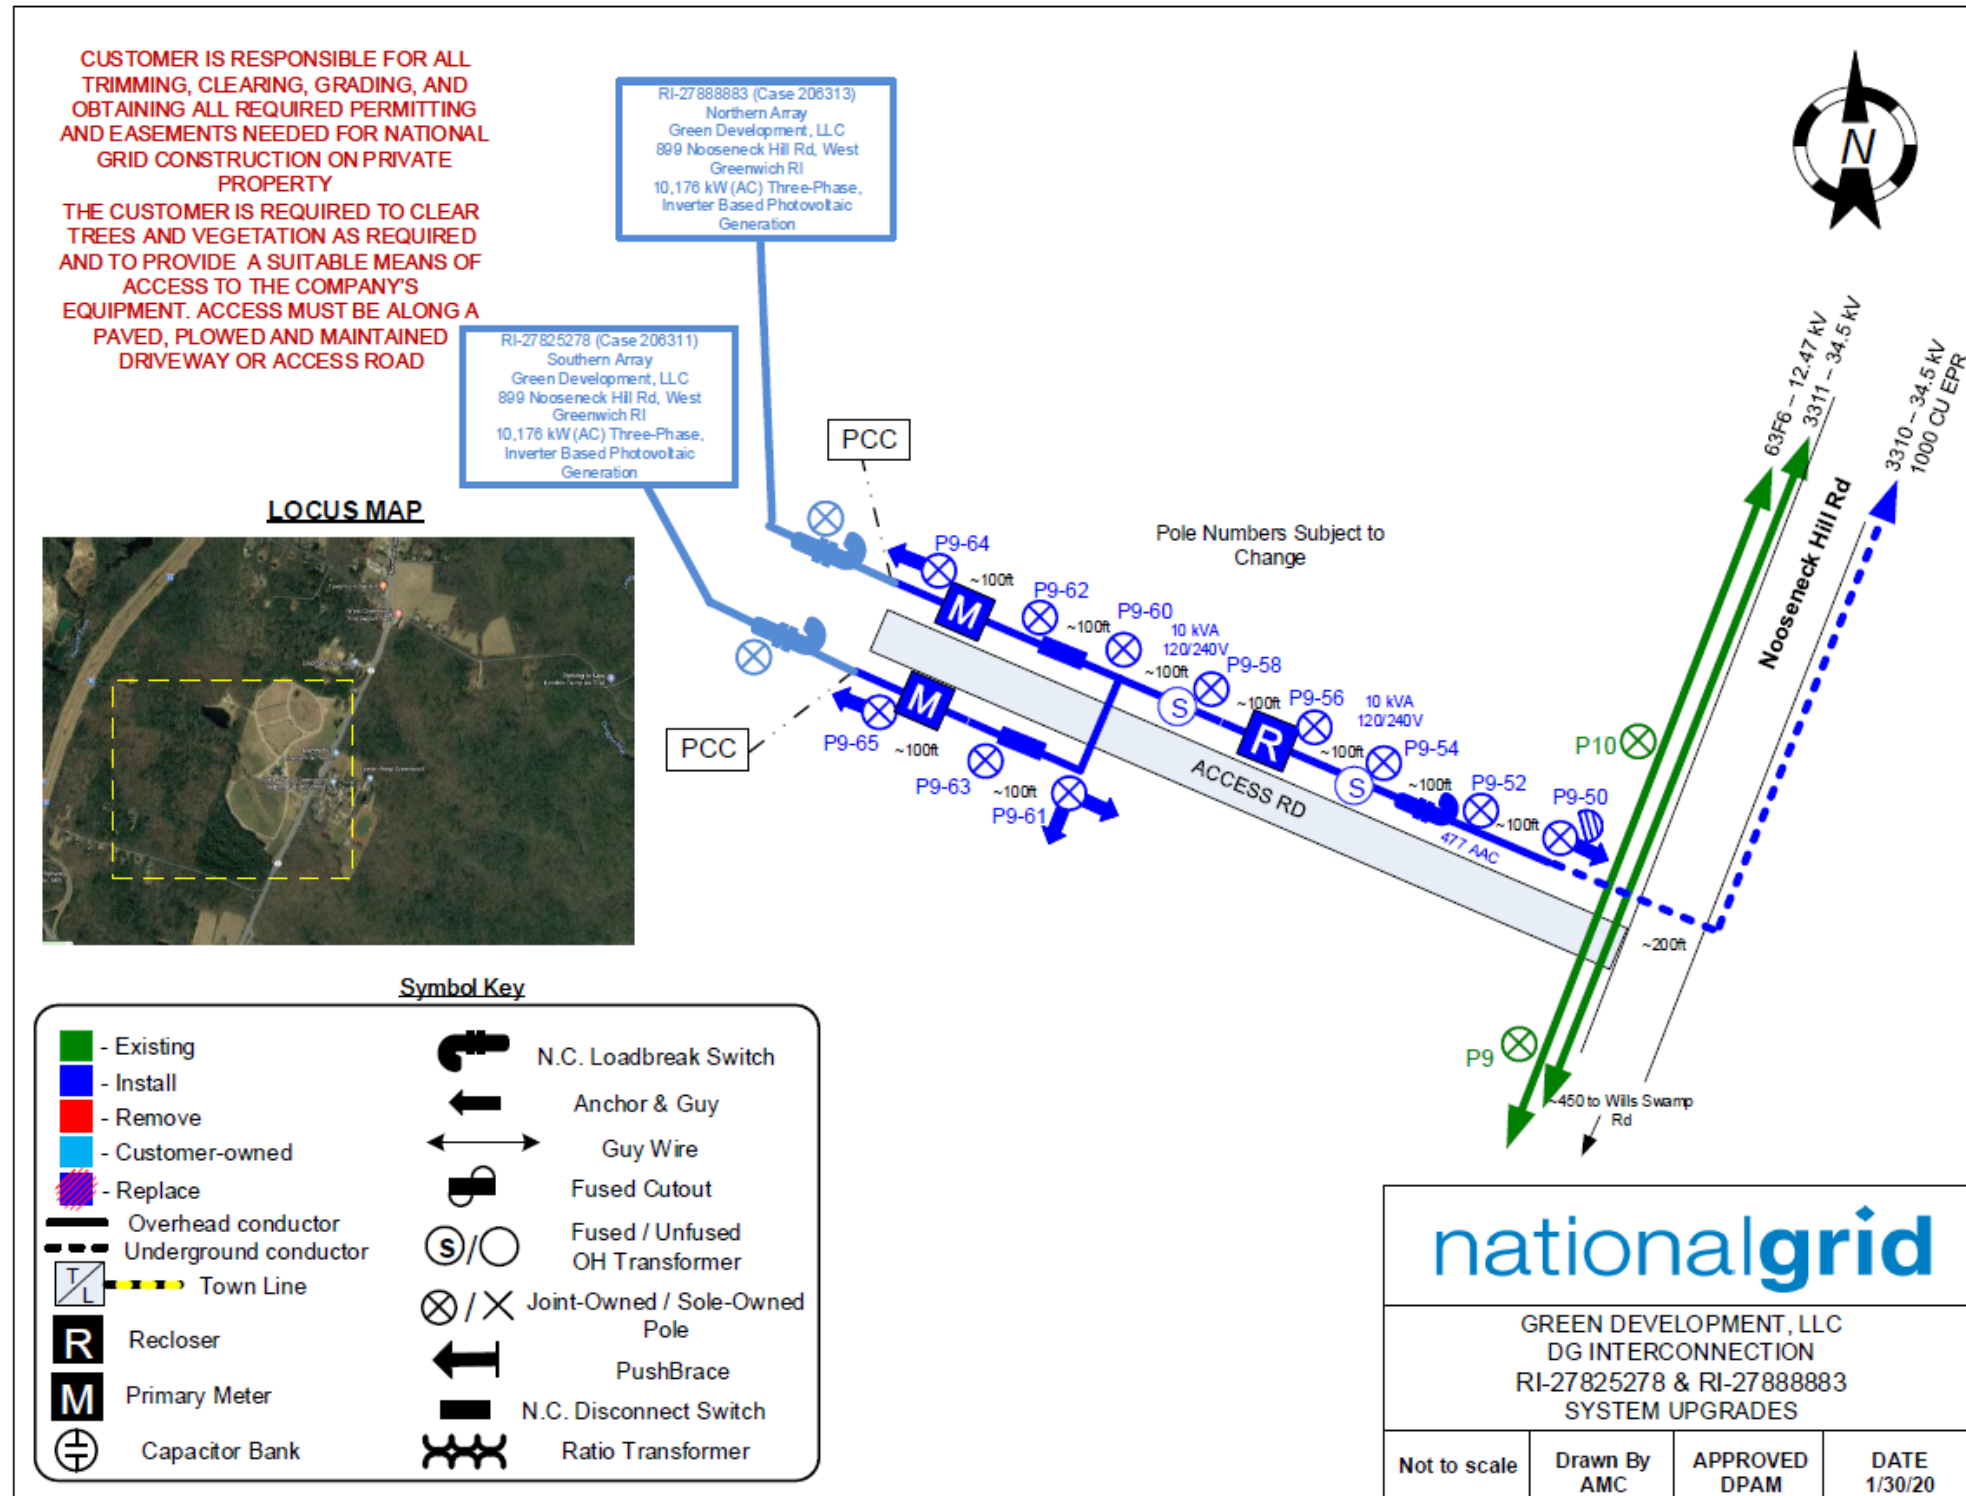 CUSTOMER IS RESPONSIBLE FOR ALL
TRIMMING, CLEARING, GRADING, AND
OBTAINING ALL REQUIRED PERMITTING
AND EASEMENTS NEEDED FOR NATIONAL
GRID CONSTRUCTION ON PRIVATE
PROPERTY
THE CUSTOMER IS REQUIRED TO CLEAR
TREES AND VEGETATION AS REQUIRED
AND TO PROVIDE A SUITABLE MEANS OF
ACCESS TO THE COMPANY'S
EQUIPMENT. ACCESS MUST BE ALONG A
PAVED, PLOWED AND MAINTAINED
DRIVEWAY OR ACCESS ROAD
RI-27888883 (Case 206313)
Northern Array
Green Development, LLC
899 Nooseneck Hill Rd, West
Greenwich RI
10,176 kW (AC) Three-Phase,
Inverter Based Photovoltaic
Generation
RI-27825278 (Case 206311)
Southern Array
Green Development, LLC
899 Nooseneck Hill Rd, West
Greenwich RI
10,176 kW (AC) Three-Phase,
Inverter Based Photovoltaic
Generation
N
63F6 – 12.47 kV
3311 – 34.5 kV
3310 – 34.5 kV
1000 CU EPR
Nooseneck Hill Rd
PCC
PCC
Pole Numbers Subject to
Change
P9-64
~100ft
M
P9-62
~100ft
P9-60
10 kVA
120/240V
~100ft
S
P9-58
~100ft
R
P9-56
10 kVA
120/240V
~100ft
S
P9-54
~100ft
P9-52
~100ft
P9-50
477 AAC
M
P9-65
~100ft
P9-63
~100ft
P9-61
ACCESS RD
P10
~200ft
P9
~450 to Wills Swamp
Rd
LOCUS MAP
Symbol Key
- Existing
- Install
- Remove
- Customer-owned
- Replace
Overhead conductor
Underground conductor
T/L Town Line
R Recloser
M Primary Meter
Capacitor Bank
N.C. Loadbreak Switch
Anchor & Guy
Guy Wire
Fused Cutout
S/ Fused / Unfused
OH Transformer
/ Joint-Owned / Sole-Owned
Pole
PushBrace
N.C. Disconnect Switch
Ratio Transformer
nationalgrid
GREEN DEVELOPMENT, LLC
DG INTERCONNECTION
RI-27825278 & RI-27888883
SYSTEM UPGRADES
Not to scale
Drawn By
AMC
APPROVED
DPAM
DATE
1/30/20